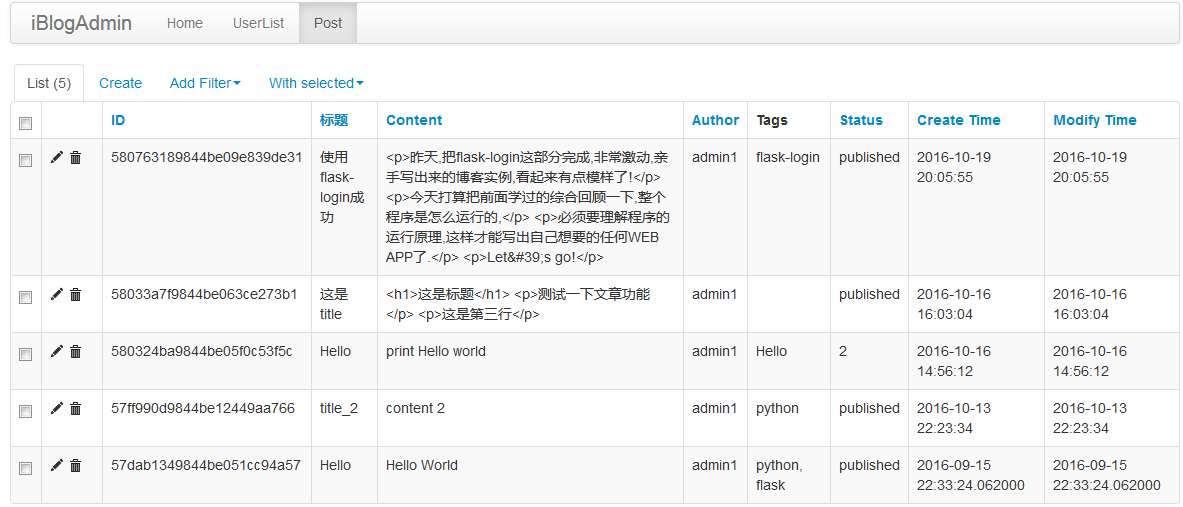 iBlogAdmin Home UserList Post
List (5) Create Add Filter With selected
ID 标题 Content Author Tags Status Create Time Modify Time
580763189844be09e839de31
使用
flask-
login成
功
<p>昨天,把flask-login这部分完成,非常激动,亲
手写出来的博客实例,看起来有点模样了!</p>
<p>今天打算把前面学过的综合回顾一下,整个
程序是怎么运行的,</p> <p>必须要理解程序的
运行原理,这样才能写出自己想要的任何WEB
APP了.</p> <p>Let&#39;s go!</p>
admin1
flask-login
published
2016-10-19
20:05:55
2016-10-19
20:05:55
58033a7f9844be063ce273b1
这是
title
<h1>这是标题</h1> <p>测试一下文章功能
</p> <p>这是第三行</p>
admin1
published
2016-10-16
16:03:04
2016-10-16
16:03:04
580324ba9844be05f0c53f5c
Hello
print Hello world
admin1
Hello
2
2016-10-16
14:56:12
2016-10-16
14:56:12
57ff990d9844be12449aa766
title_2
content 2
admin1
python
published
2016-10-13
22:23:34
2016-10-13
22:23:34
57dab1349844be051cc94a57
Hello
Hello World
admin1
python,
flask
published
2016-09-15
22:33:24.062000
2016-09-15
22:33:24.062000